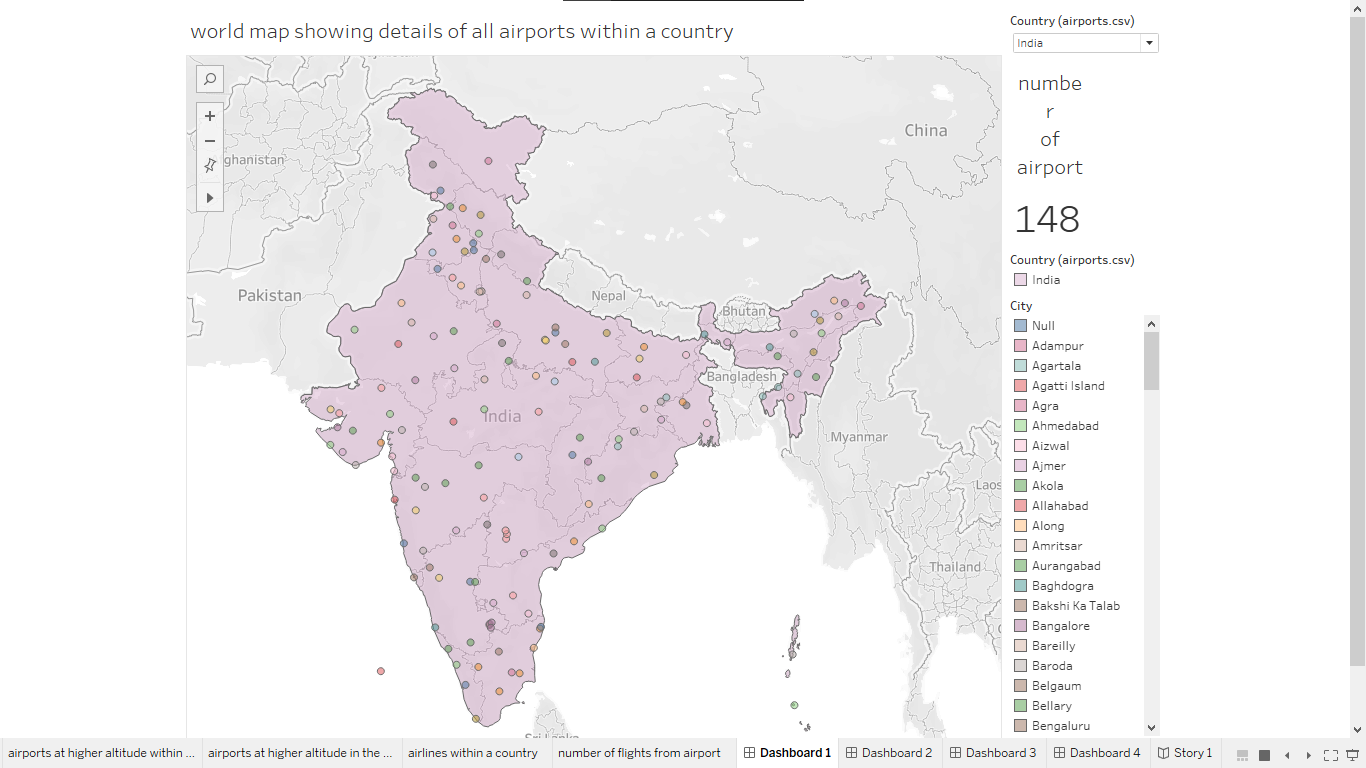 world map showing details of all airports within a country
Country (airports.csv)
India
numbe
r
of
airport
148
Country (airports.csv)
India
City
Null
Adampur
Agartala
Agatti Island
Agra
Ahmedabad
Aizwal
Ajmer
Akola
Allahabad
Along
Amritsar
Aurangabad
Baghdogra
Bakshi Ka Talab
Bangalore
Bareilly
Baroda
Belgaum
Bellary
Bengaluru
China
ghanistan
Pakistan
Nepal
Bhutan
Bangladesh
India
Myanmar
Laos
Thailand
Sri Lanka
airports at higher altitude within ...
airports at higher altitude in the ...
airlines within a country
number of flights from airport
Dashboard 1
Dashboard 2
Dashboard 3
Dashboard 4
Story 1